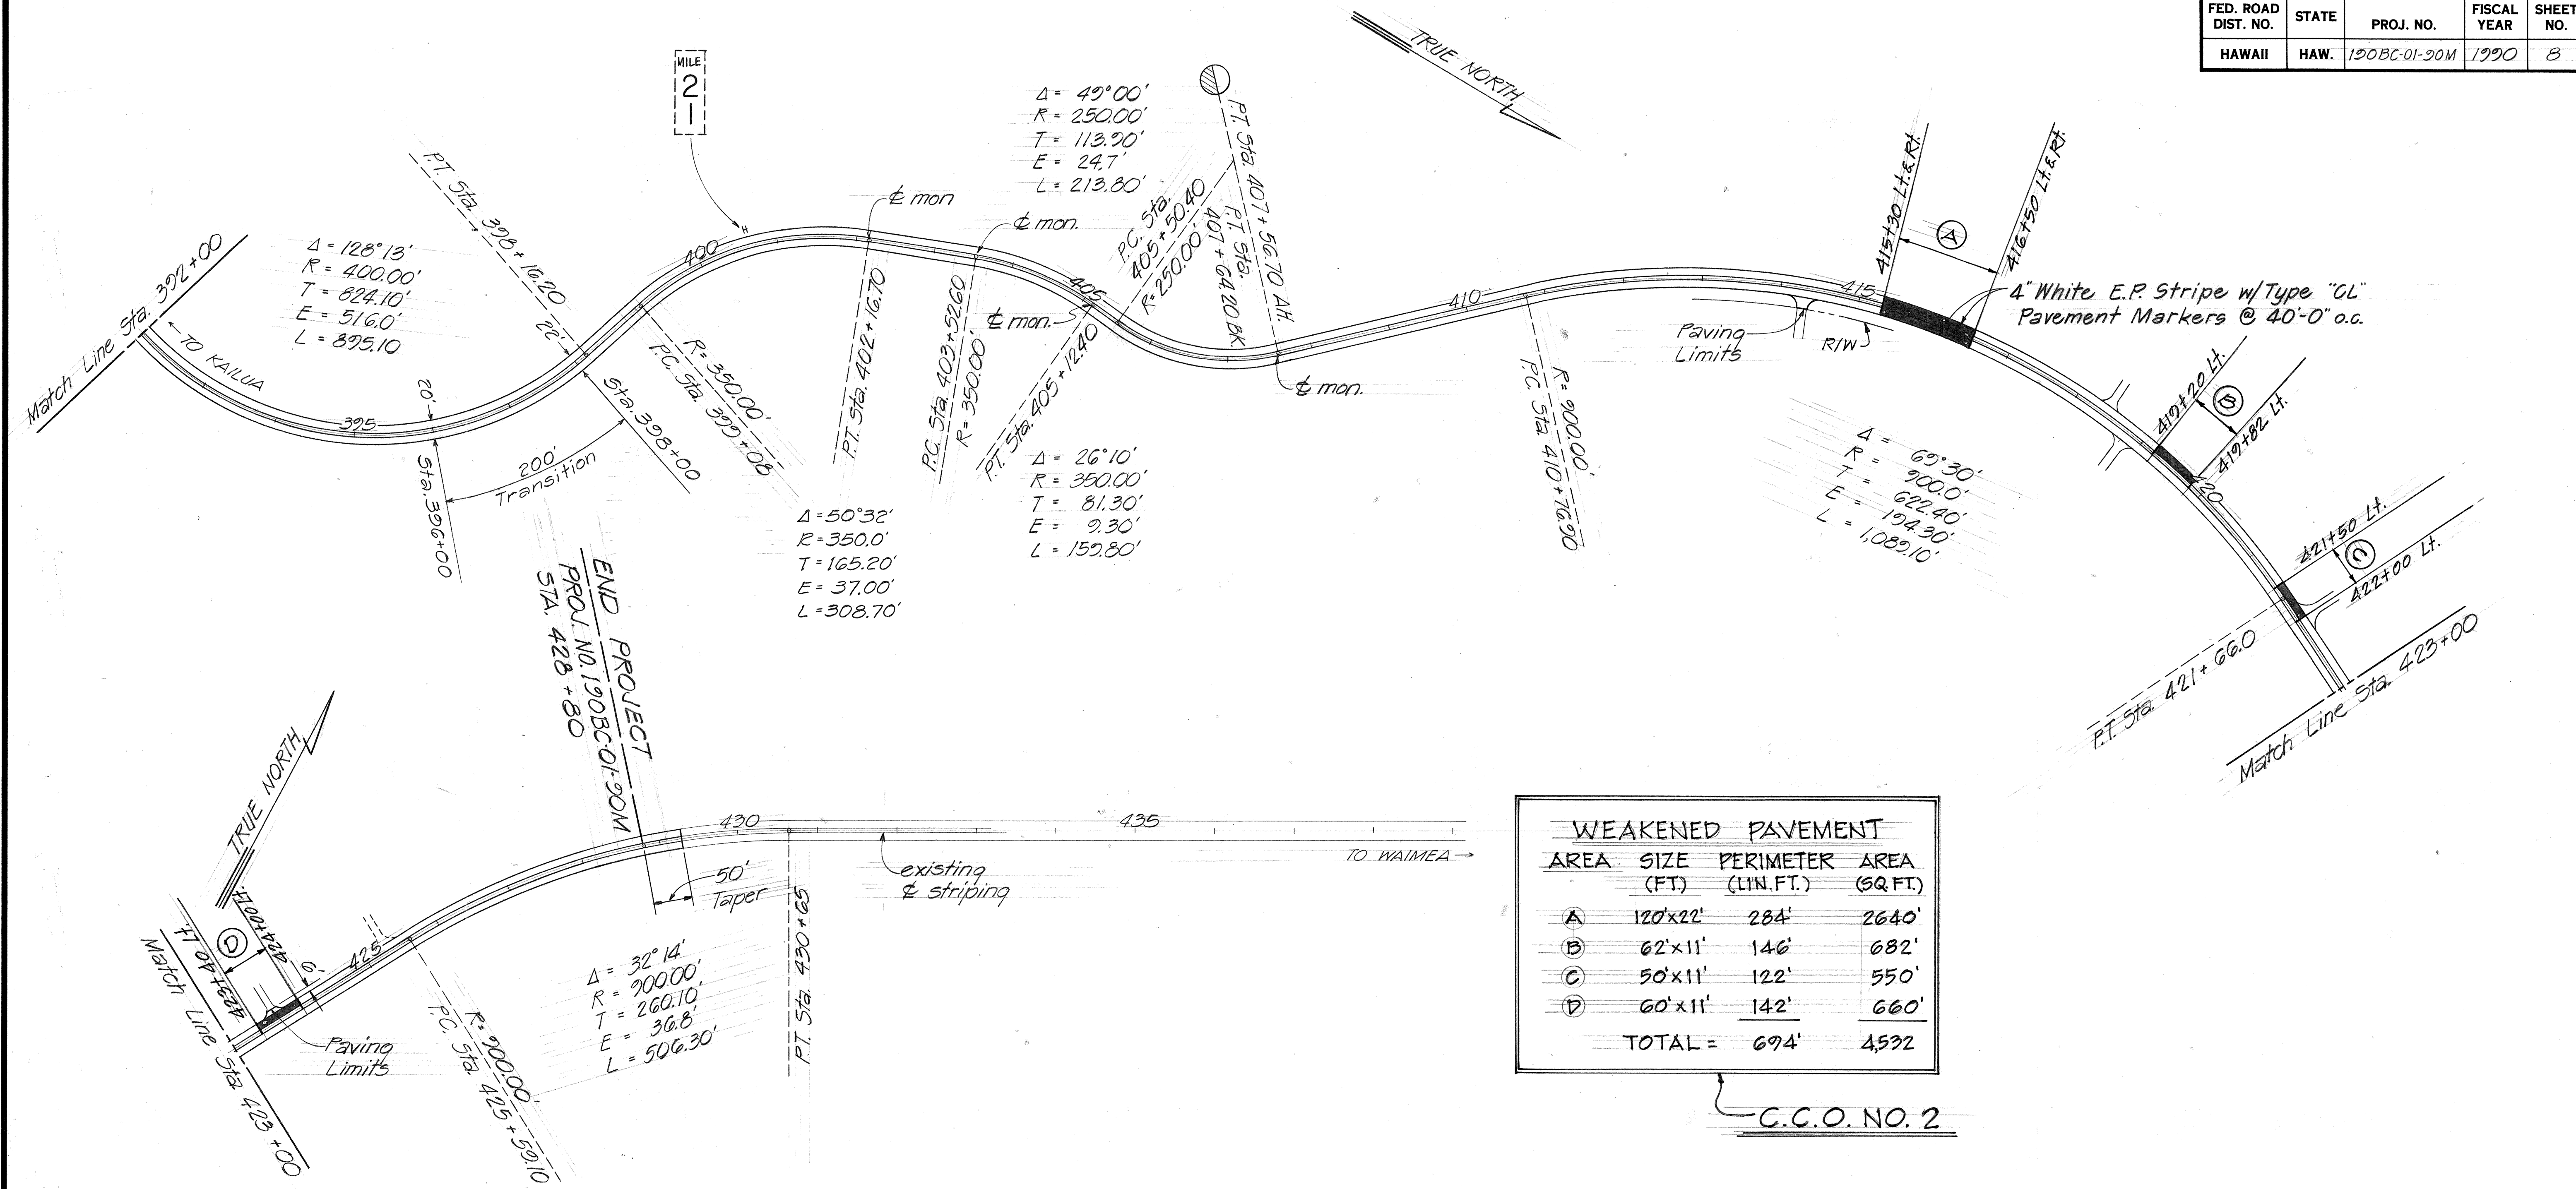 FED. ROAD DIST. NO. STATE PROJ. NO. FISCAL YEAR SHEET NO.
HAWAII HAW. 190BC-01-90M 1990 8
TRUE NORTH
MILE
2
1
Match Line Sta. 392+00
TO KAILUA
Δ = 128°13'
R = 400.00'
T = 824.10'
E = 516.0'
L = 895.10
395
20'
Sta. 396+00
200'
Transition
P.T. Sta. 398+16.20
22'
Sta. 398+00
R = 350.00'
P.C. Sta. 399+08
400
Δ = 50°32'
R = 350.0'
T = 165.20'
E = 37.00'
L = 308.70'
℄ mon
P.T. Sta. 402+16.70
℄ mon.
P.C. Sta. 403+52.60
R = 350.00'
Δ = 49°00'
R = 250.00'
T = 113.90'
E = 24.7'
L = 213.80'
405
℄ mon.
P.T. Sta. 405+12.40
P.C. Sta.
405+50.40
R = 250.00'
Δ = 26°10'
R = 350.00'
T = 81.30'
E = 9.30'
L = 159.80'
P.T. Sta. 407+56.70 AH.
P.T. Sta.
407+64.20 BK.
℄ mon.
410
R = 900.00'
P.C. Sta. 410+76.90
Paving
Limits
R/W
415
415+30 Lt. & Rt.
A
416+50 Lt. & Rt.
4" White E.P. Stripe w/Type "CL"
Pavement Markers @ 40'-0" o.c.
Δ = 69°30'
R = 900.0'
T = 622.40'
E = 194.30'
L = 1,089.10'
419+20 Lt.
B
419+82 Lt.
420
421+50 Lt.
C
422+00 Lt.
P.T. Sta. 421+66.0
Match Line Sta. 423+00
TRUE NORTH
END PROJECT
PROJ. NO. 190BC-01-90M
STA. 428+80
Match Line Sta. 423+00
423+40 Lt.
D
424+00 Lt.
6'
425
Paving
Limits
R = 900.00'
P.C. Sta. 425+59.10
Δ = 32°14'
R = 900.00'
T = 260.10'
E = 36.8'
L = 506.30'
430
50'
Taper
P.T. Sta. 430+65
existing
℄ striping
435
TO WAIMEA
WEAKENED PAVEMENT
AREA SIZE PERIMETER AREA
(FT.) (LIN. FT.) (SQ. FT.)
A 120'x22' 284' 2640'
B 62'x11' 146' 682'
C 50'x11' 122' 550'
D 60'x11' 142' 660'
TOTAL = 694' 4,532
C.C.O. NO. 2